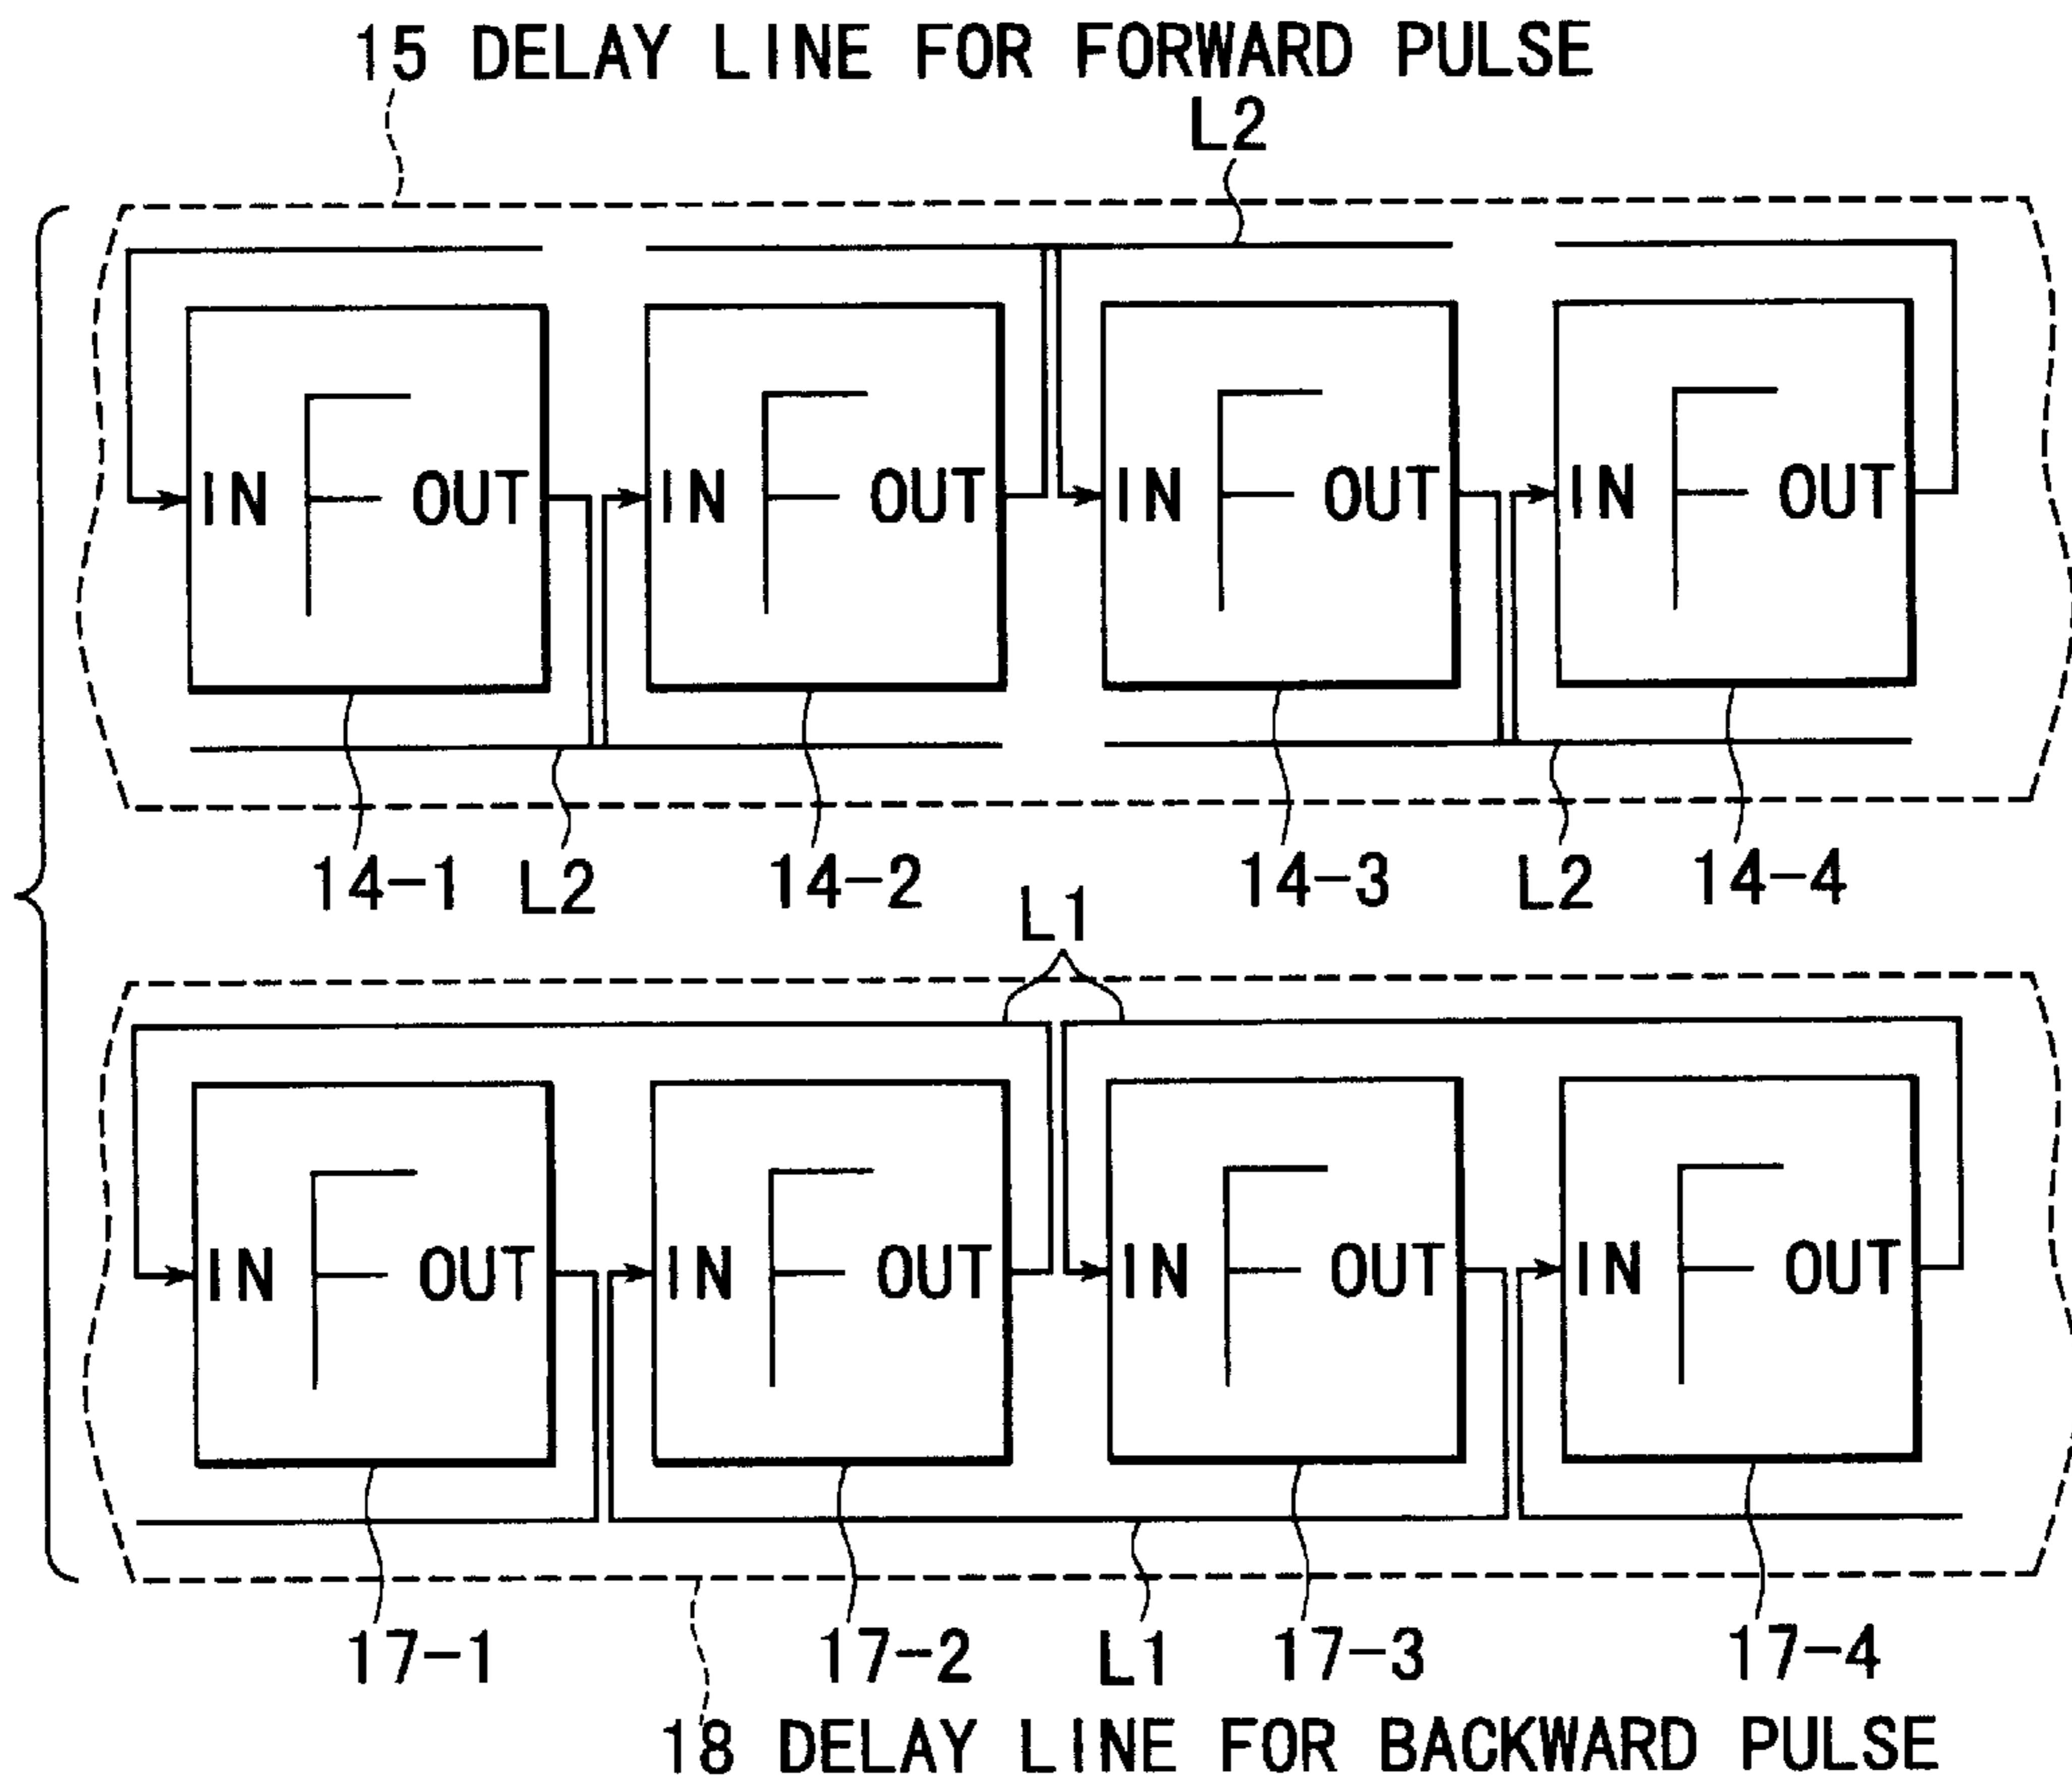 15 DELAY LINE FOR FORWARD PULSE
L2
IN F OUT IN F OUT IN F OUT IN F OUT
14-1 L2 14-2 14-3 L2 14-4
L1
IN F OUT IN F OUT IN F OUT IN F OUT
17-1 17-2 L1 17-3 17-4
18 DELAY LINE FOR BACKWARD PULSE